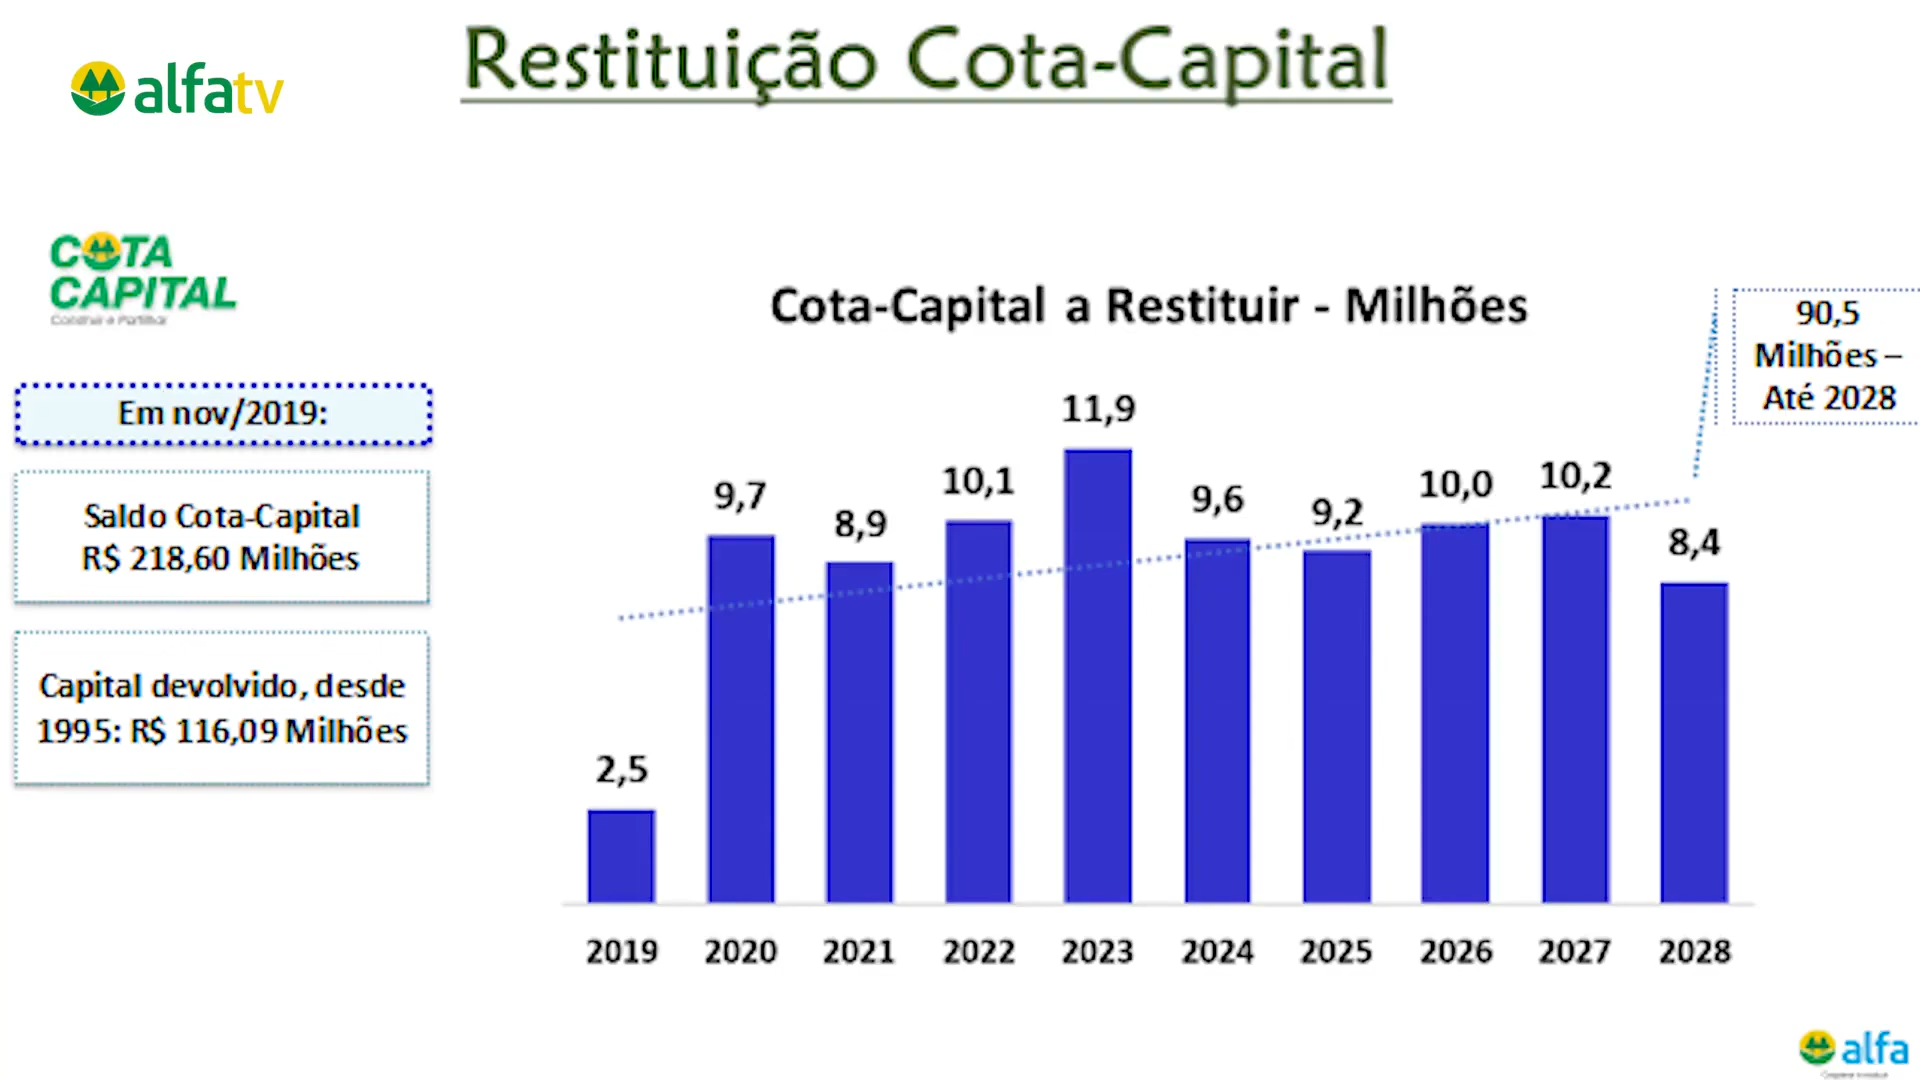 Restituição Cota-Capital
alfatv
COTA
CAPITAL
Construir e Partilhar
Em nov/2019:
Saldo Cota-Capital
R$ 218,60 Milhões
Capital devolvido, desde
1995: R$ 116,09 Milhões
Cota-Capital a Restituir - Milhões
90,5
Milhões –
Até 2028
2,5
9,7
8,9
10,1
11,9
9,6
9,2
10,0
10,2
8,4
2019 2020 2021 2022 2023 2024 2025 2026 2027 2028
alfa